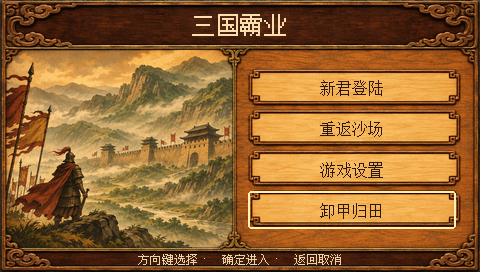 三国霸业
新君登陆
重返沙场
游戏设置
卸甲归田
方向键选择 · 确定进入 · 返回取消